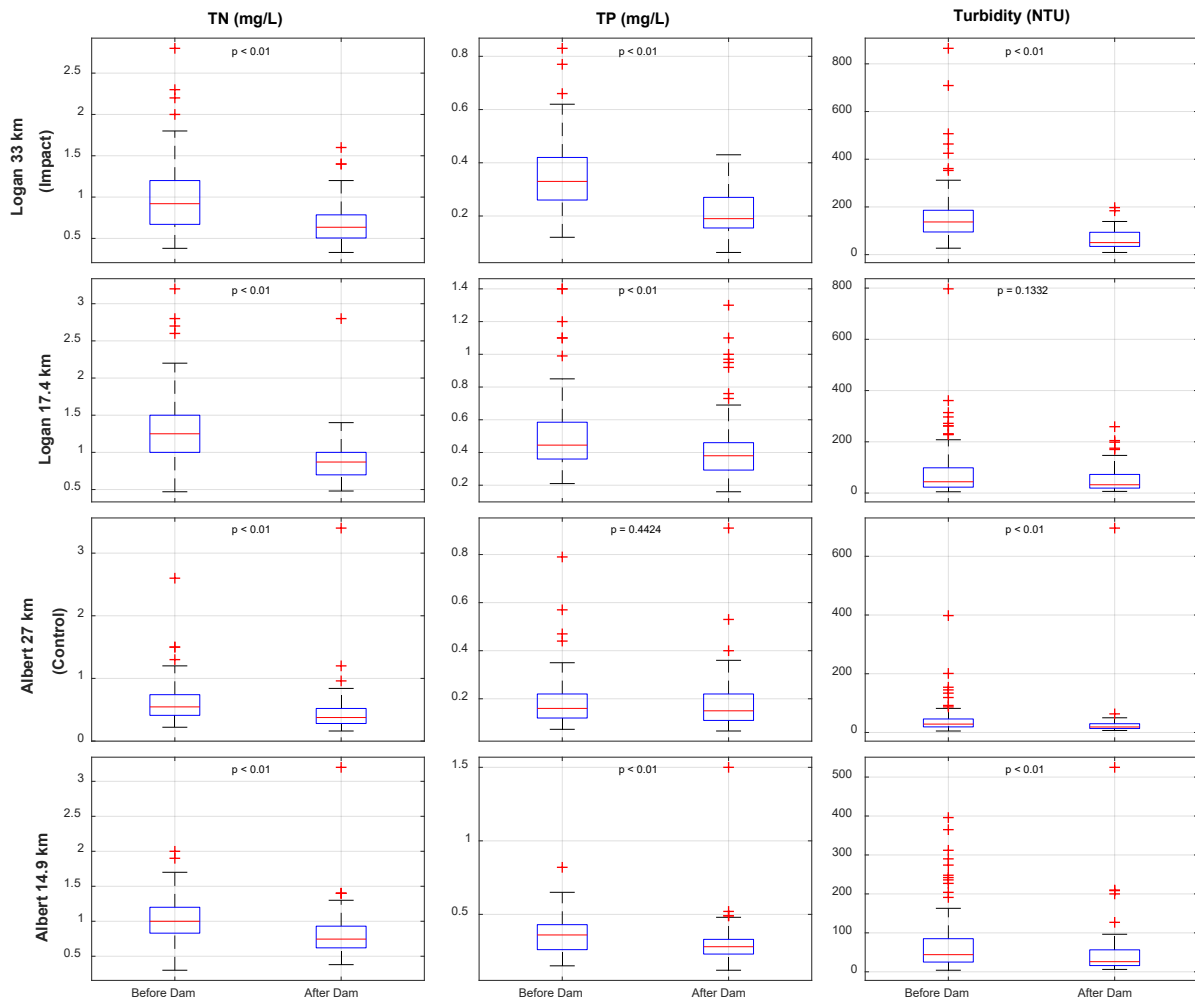 TN (mg/L) TP (mg/L) Turbidity (NTU)
Logan 33 km
(Impact)
2.5
2
1.5
1
0.5
p < 0.01
0.8
0.6
0.4
0.2
p < 0.01
800
600
400
200
0
p < 0.01
Logan 17.4 km
3
2.5
2
1.5
1
0.5
p < 0.01
1.4
1.2
1
0.8
0.6
0.4
0.2
p < 0.01
800
600
400
200
0
p = 0.1332
Albert 27 km
(Control)
3
2
1
0
p < 0.01
0.8
0.6
0.4
0.2
p = 0.4424
600
400
200
0
p < 0.01
Albert 14.9 km
3
2.5
2
1.5
1
0.5
p < 0.01
1.5
1
0.5
p < 0.01
500
400
300
200
100
0
p < 0.01
Before Dam After Dam Before Dam After Dam Before Dam After Dam